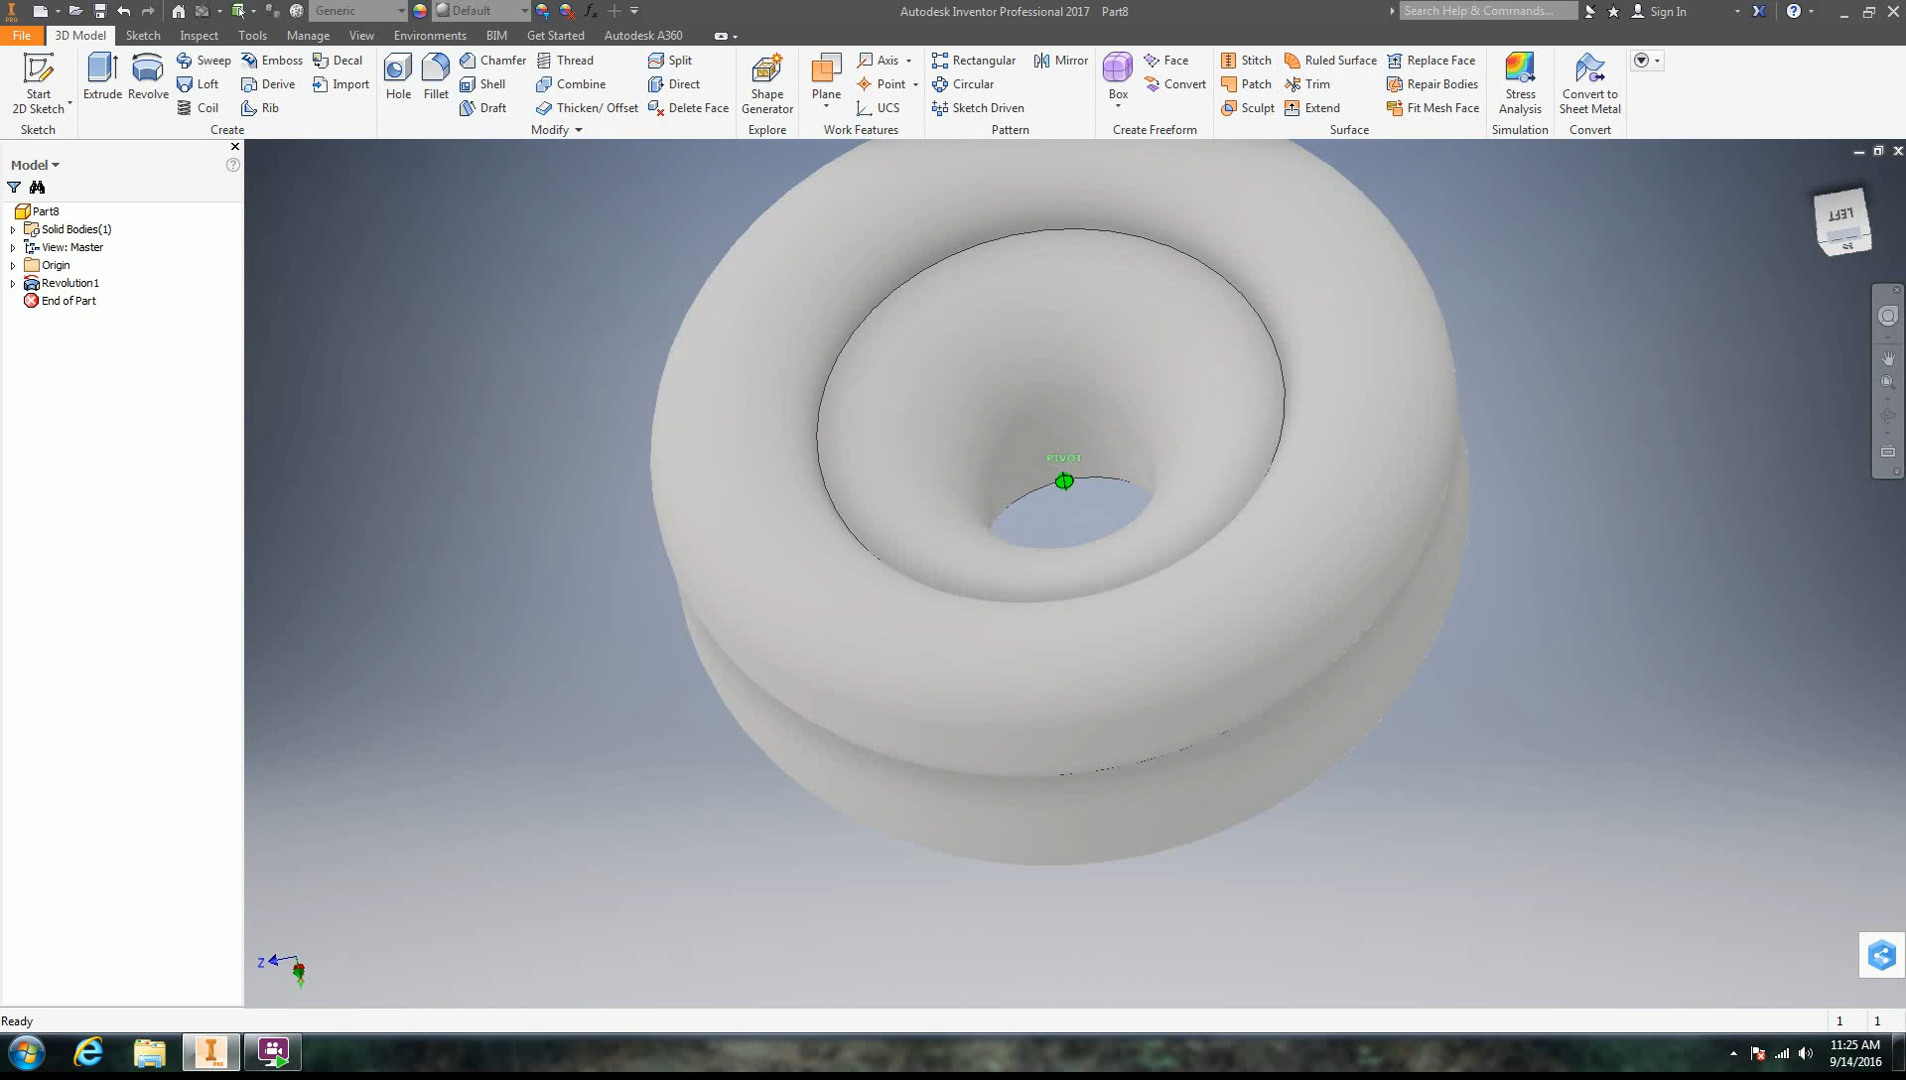 Generic
Default
Autodesk Inventor Professional 2017 Part8
Search Help & Commands...
Sign In
PRO
File
3D Model
Sketch
Inspect
Tools
Manage
View
Environments
BIM
Get Started
Autodesk A360
Start
2D Sketch
Sketch
Extrude
Revolve
Sweep
Loft
Coil
Emboss
Derive
Rib
Decal
Import
Create
Hole
Fillet
Chamfer
Shell
Draft
Thread
Combine
Thicken/ Offset
Split
Direct
Delete Face
Modify
Shape
Generator
Explore
Plane
Axis
Point
UCS
Work Features
Rectangular
Circular
Sketch Driven
Mirror
Pattern
Box
Face
Convert
Create Freeform
Stitch
Patch
Sculpt
Ruled Surface
Trim
Extend
Replace Face
Repair Bodies
Fit Mesh Face
Surface
Stress
Analysis
Simulation
Convert to
Sheet Metal
Convert
Model
Part8
Solid Bodies(1)
View: Master
Origin
Revolution1
End of Part
LEFT
PIVOT
Z
Ready
1
1
11:25 AM
9/14/2016